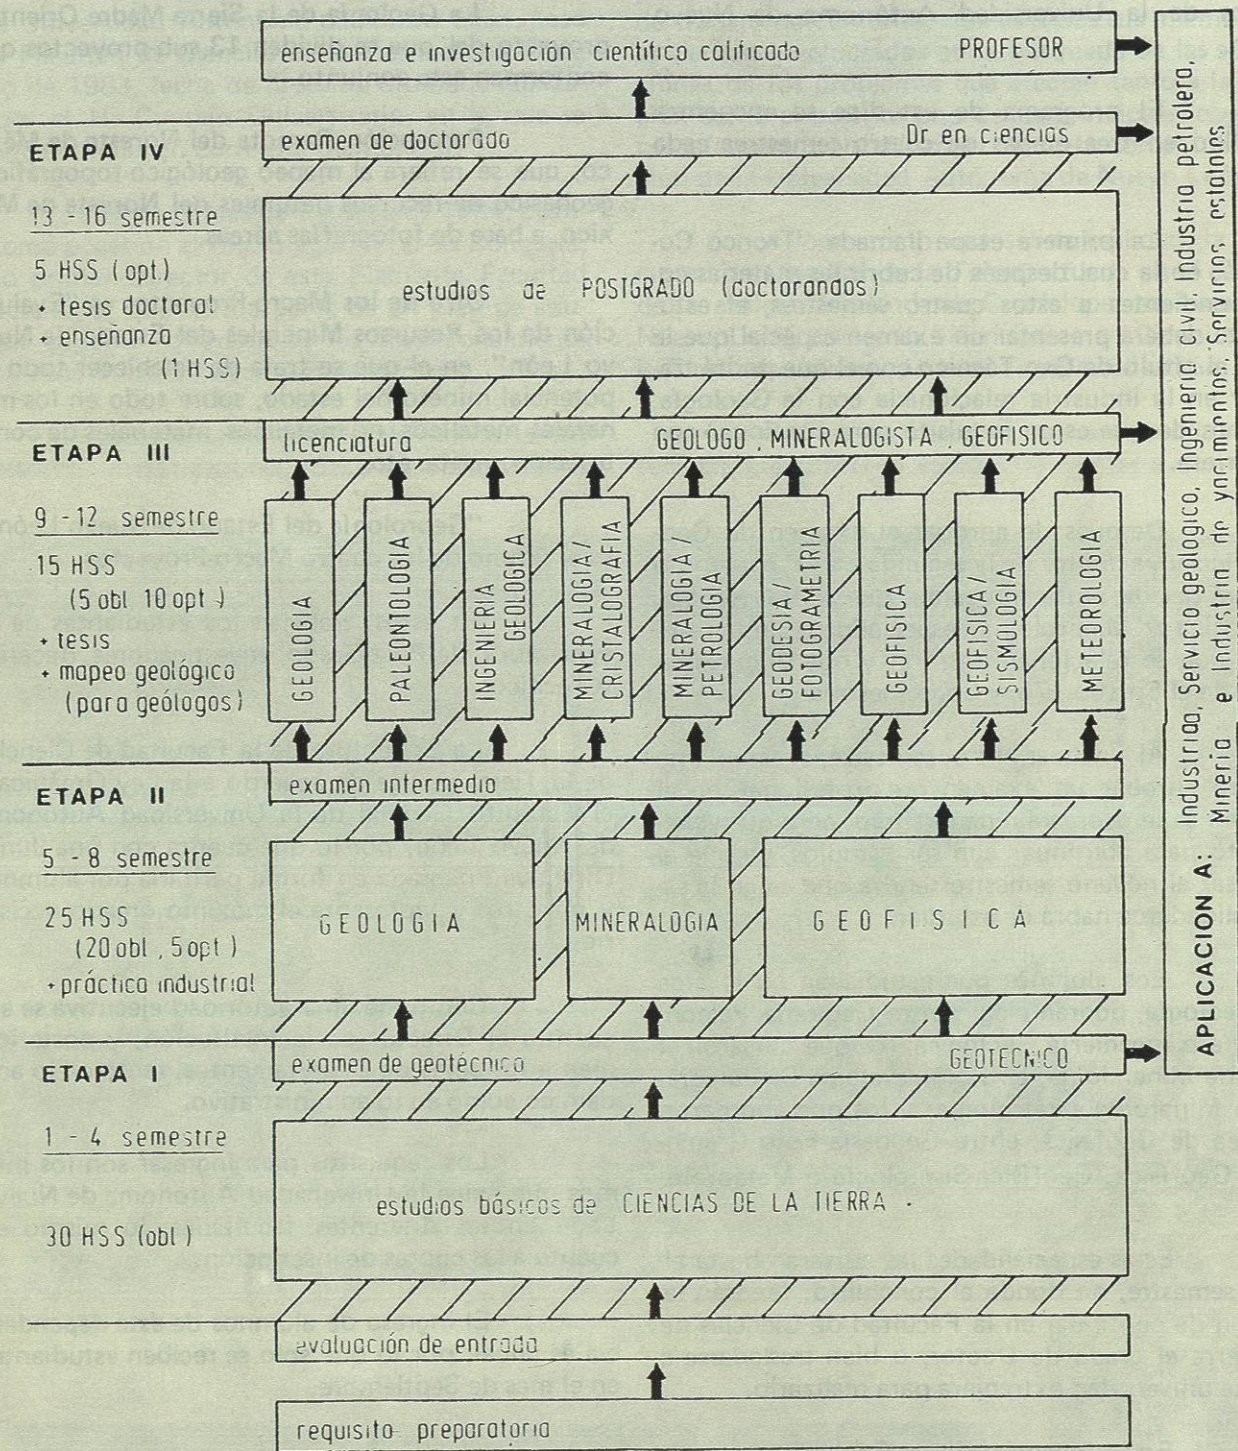 enseñanza e investigación científica calificada PROFESOR
ETAPA IV
examen de doctorado Dr. en ciencias
13 - 16 semestre
5 HSS (opt.)
+ tesis doctoral
+ enseñanza
(1 HSS)
estudios de POSTGRADO (doctorandos)
ETAPA III
licenciatura GEOLOGO, MINERALOGISTA, GEOFISICO
9 - 12 semestre
15 HSS
(5 obl. 10 opt.)
+ tesis
+ mapeo geológico
(para geólogos)
GEOLOGIA
PALEONTOLOGIA
INGENIERIA
GEOLOGICA
MINERALOGIA/
CRISTALOGRAFIA
MINERALOGIA/
PETROLOGIA
GEODESIA/
FOTOGRAMETRIA
GEOFISICA
GEOFISICA/
SISMOLOGIA
METEOROLOGIA
ETAPA II
examen intermedio
5 - 8 semestre
25 HSS
(20 obl., 5 opt.)
+ práctica industrial
GEOLOGIA
MINERALOGIA
GEOFISICA
ETAPA I
examen de geotécnico GEOTECNICO
1 - 4 semestre
30 HSS (obl.)
estudios básicos de CIENCIAS DE LA TIERRA.
evaluación de entrada
requisito preparatoria
APLICACION A: Industrias, Servicio geologico, Ingenieria civil, Industria petrolera,
Mineria e Industria de yacimientos, Servicios estatales